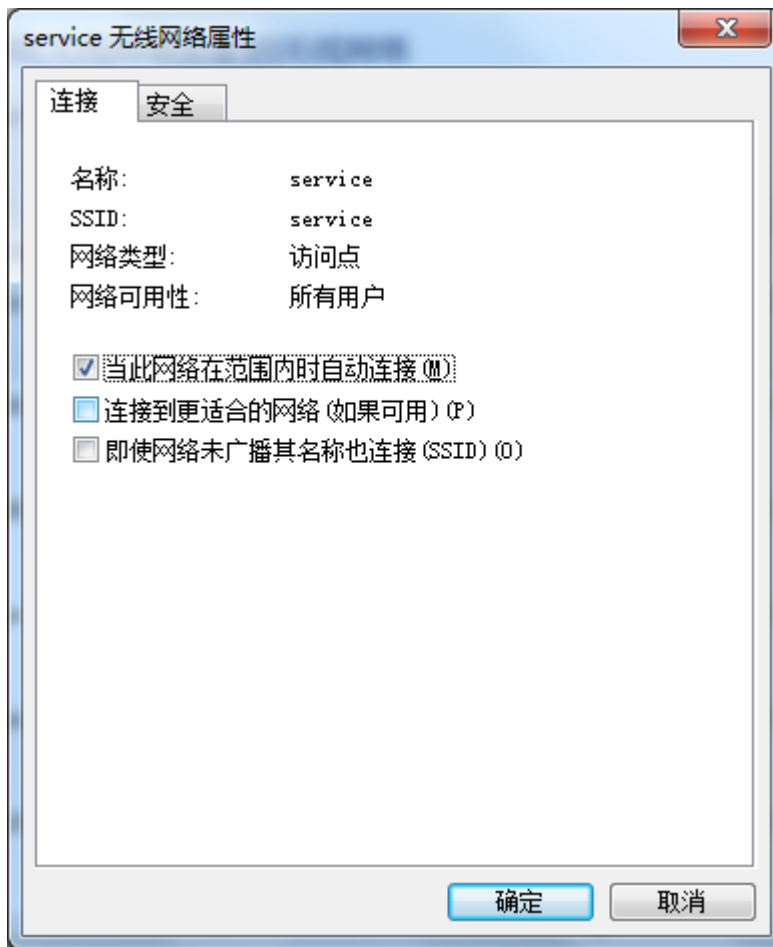 service 无线网络属性
连接 安全
名称: service
SSID: service
网络类型: 访问点
网络可用性: 所有用户
当此网络在范围内时自动连接(M)
连接到更适合的网络(如果可用)(P)
即使网络未广播其名称也连接(SSID)(O)
确定 取消